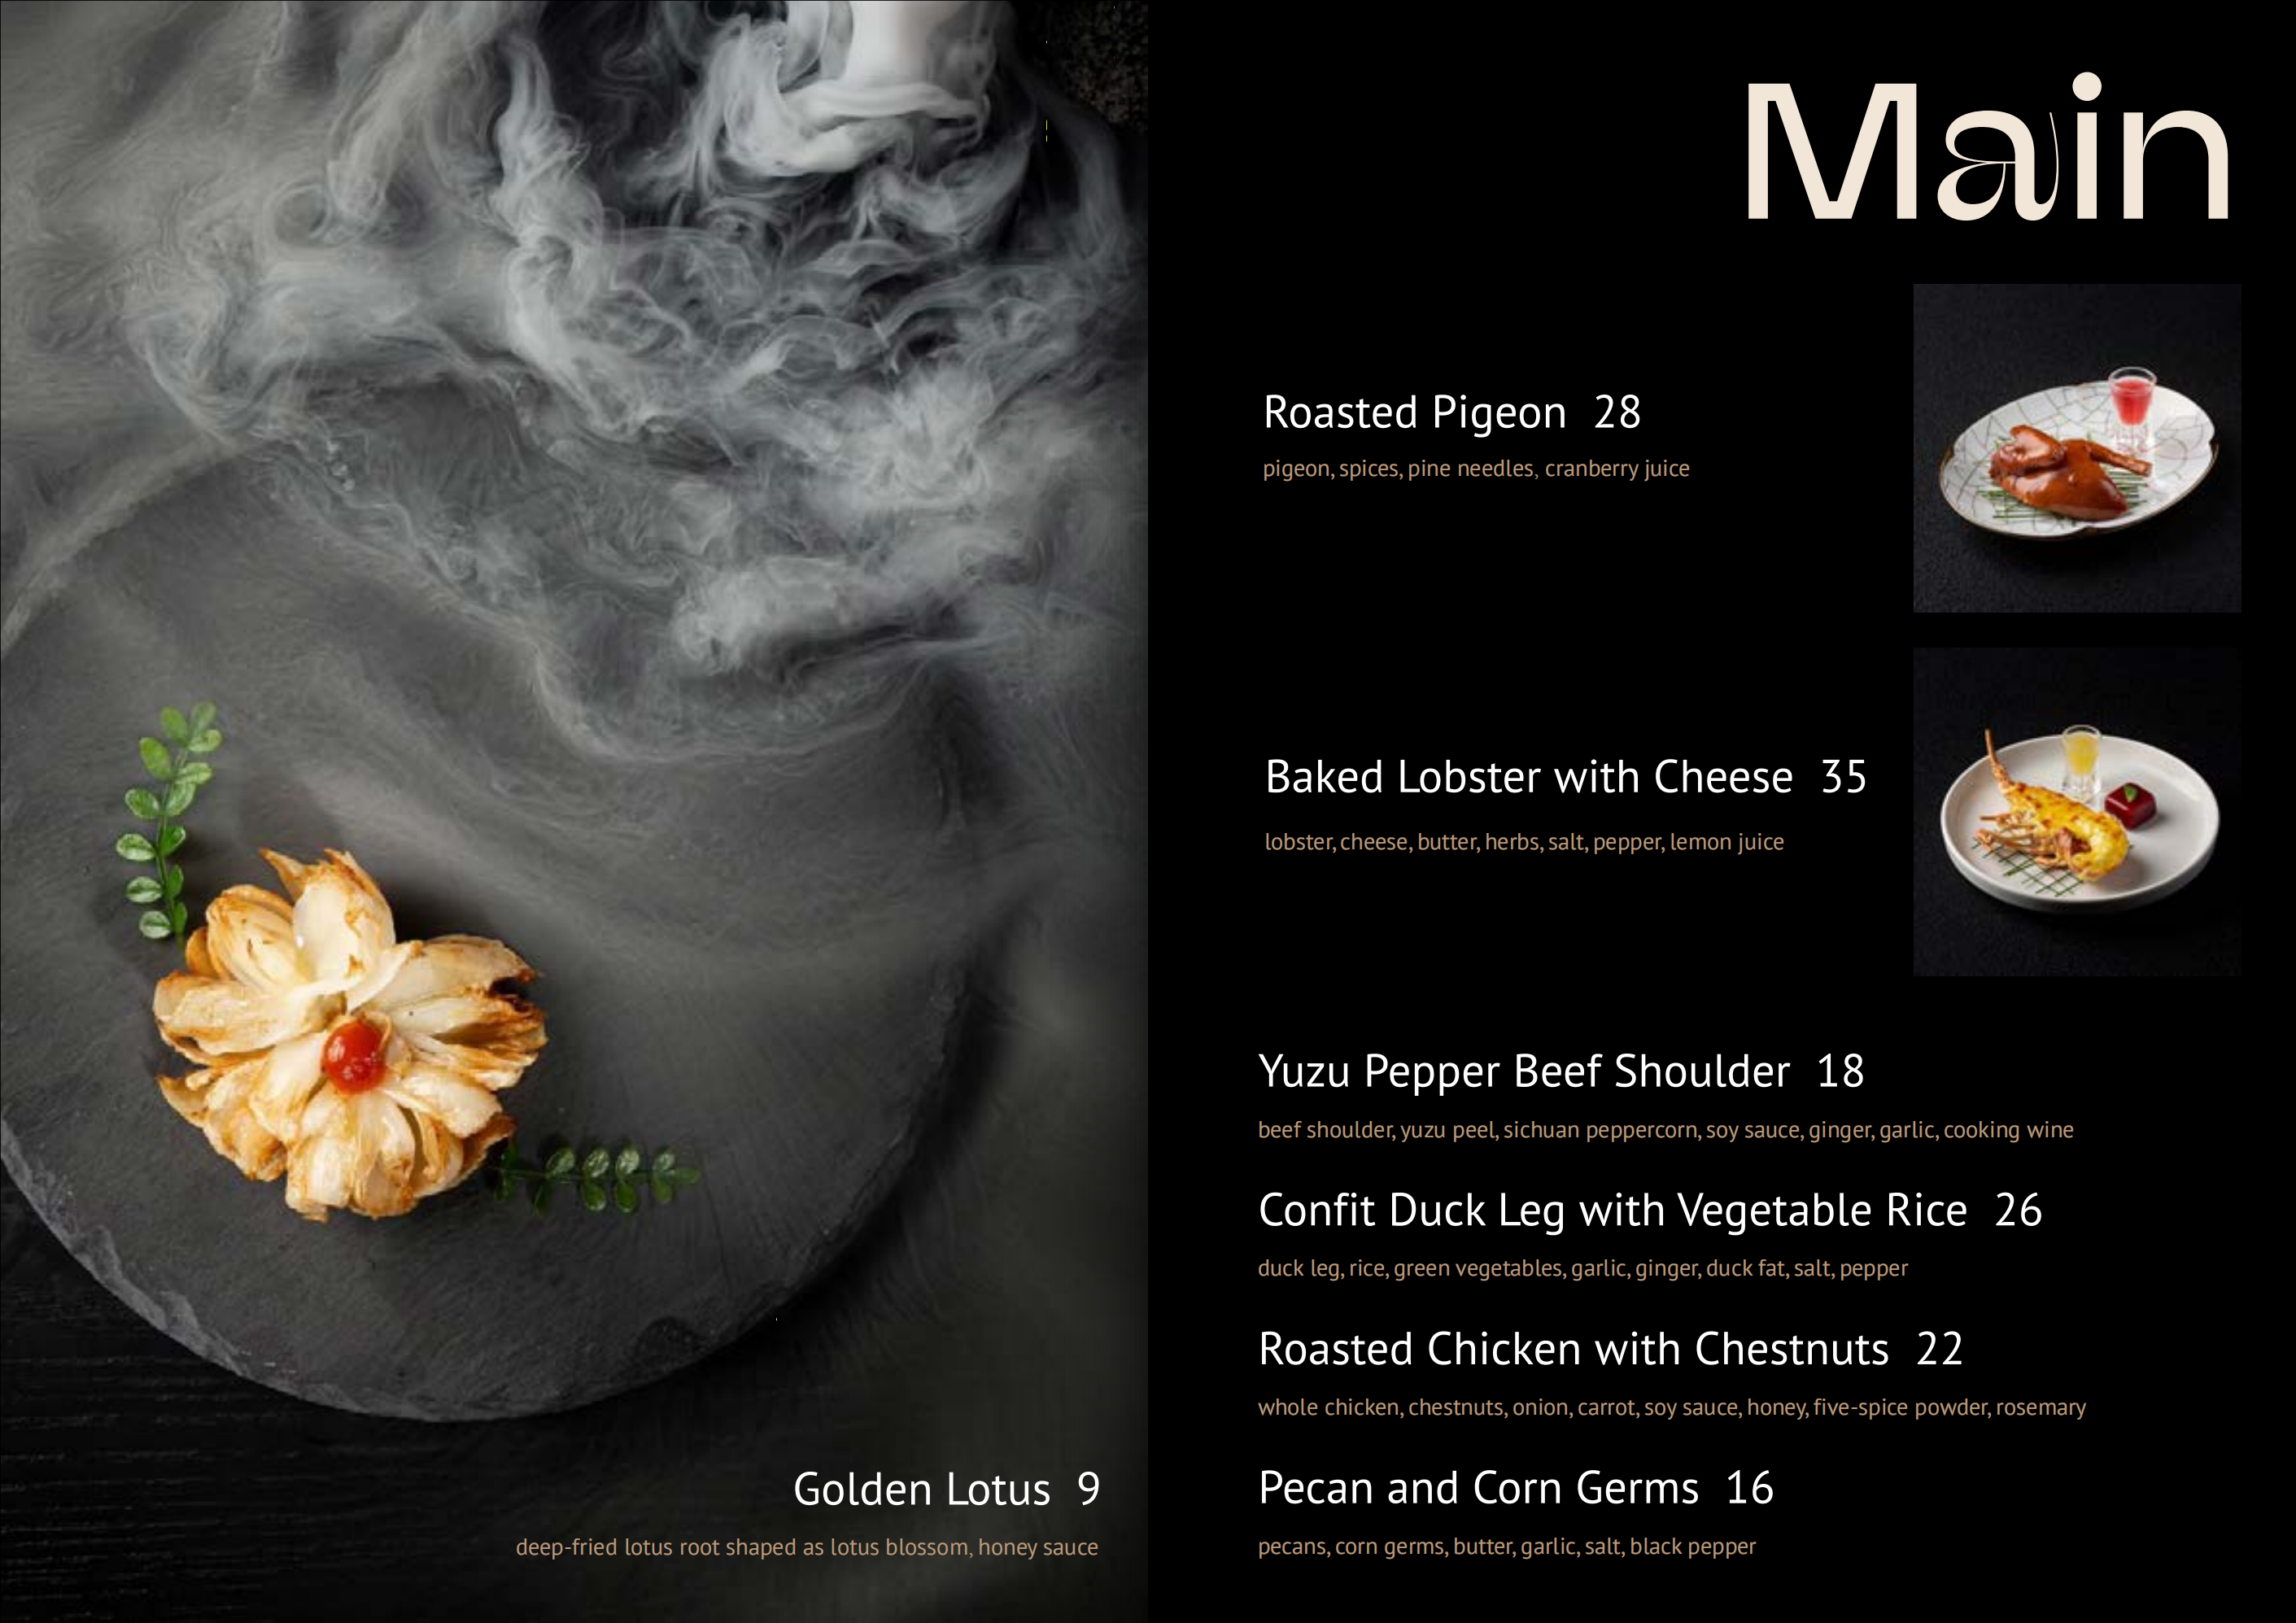 Main
Roasted Pigeon 28
pigeon, spices, pine needles, cranberry juice
Baked Lobster with Cheese 35
lobster, cheese, butter, herbs, salt, pepper, lemon juice
Yuzu Pepper Beef Shoulder 18
beef shoulder, yuzu peel, sichuan peppercorn, soy sauce, ginger, garlic, cooking wine
Confit Duck Leg with Vegetable Rice 26
duck leg, rice, green vegetables, garlic, ginger, duck fat, salt, pepper
Roasted Chicken with Chestnuts 22
whole chicken, chestnuts, onion, carrot, soy sauce, honey, five-spice powder, rosemary
Pecan and Corn Germs 16
pecans, corn germs, butter, garlic, salt, black pepper
Golden Lotus 9
deep-fried lotus root shaped as lotus blossom, honey sauce